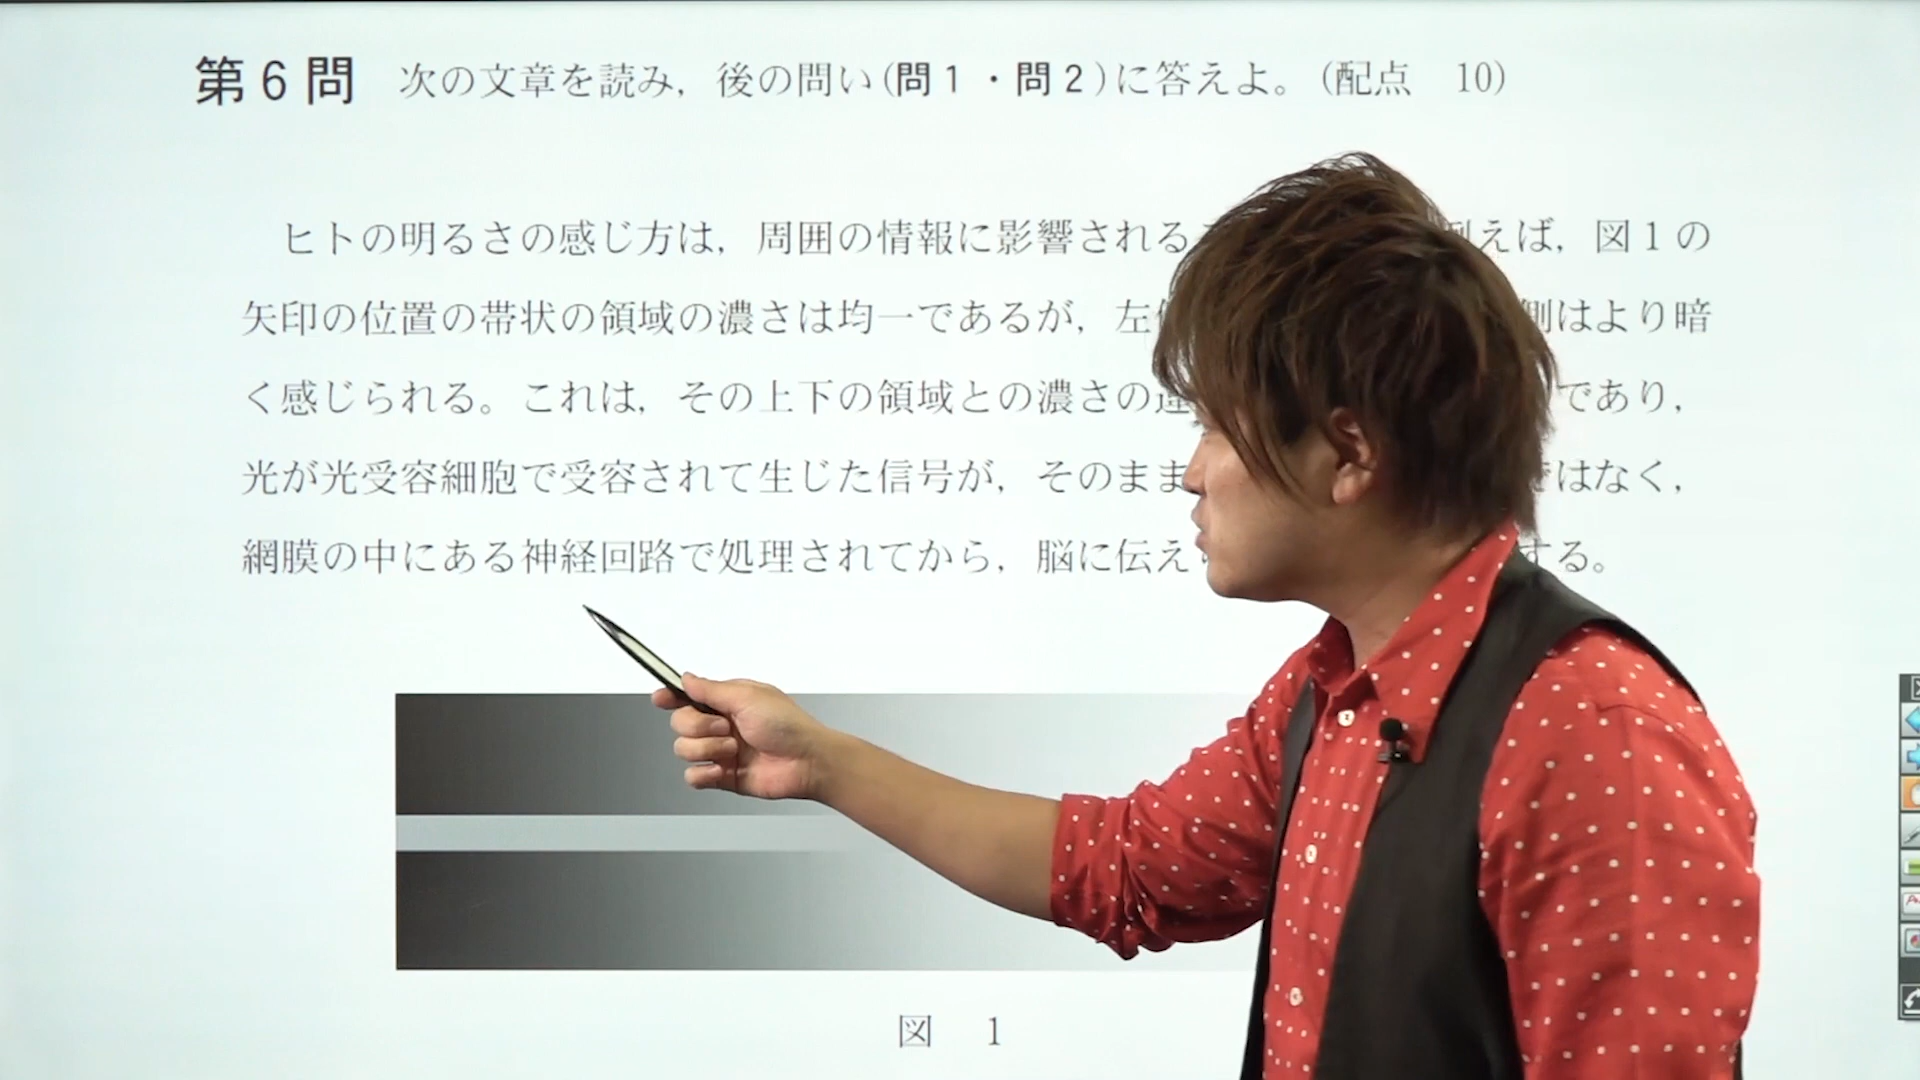 第6問 次の文章を読み，後の問い(問1・問2)に答えよ。(配点 10)
ヒトの明るさの感じ方は，周囲の情報に影響される 例えば，図1の
矢印の位置の帯状の領域の濃さは均一であるが，左 側はより暗
く感じられる。これは，その上下の領域との濃さの であり，
光が光受容細胞で受容されて生じた信号が，そのまま ではなく，
網膜の中にある神経回路で処理されてから，脳に伝え する。
図 1